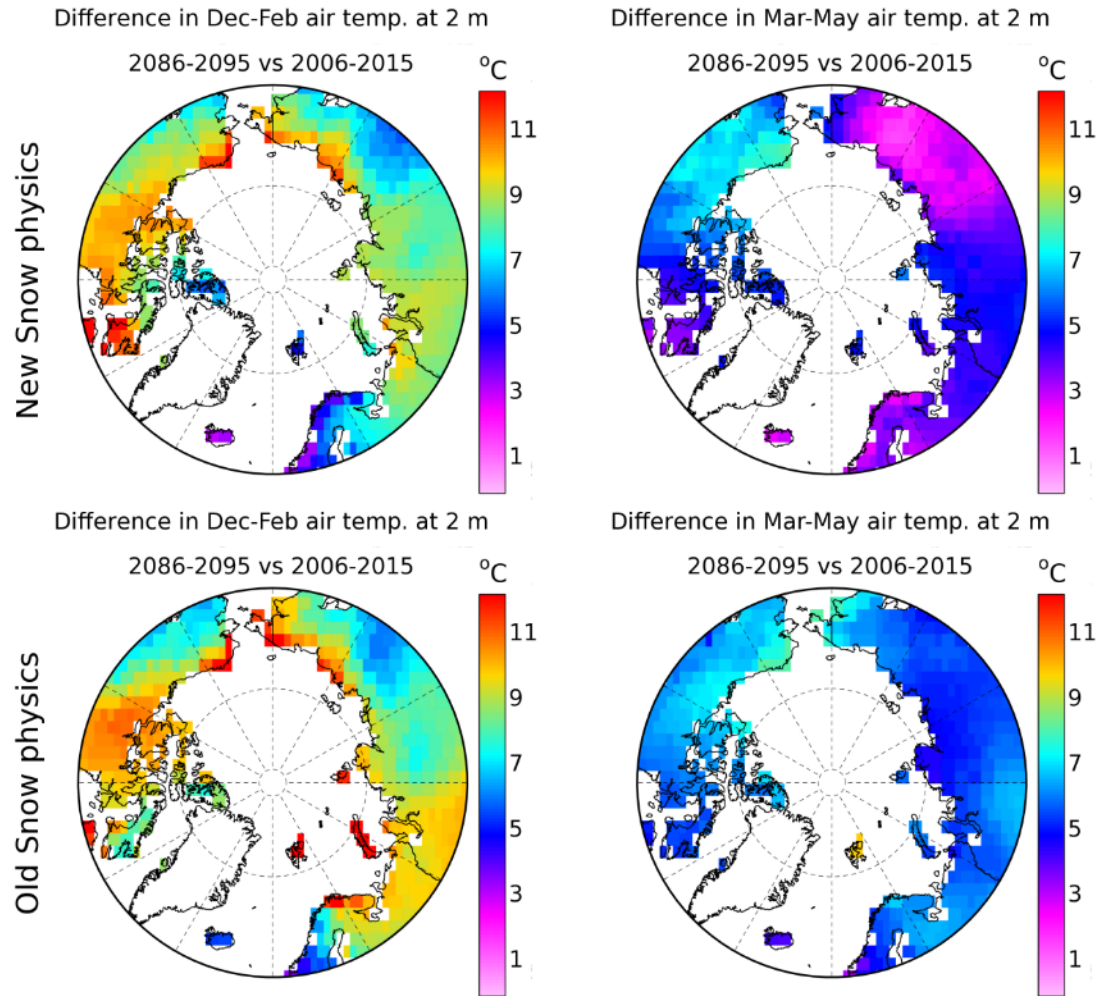 Difference in Dec-Feb air temp. at 2 m
2086-2095 vs 2006-2015
°C
11
9
7
5
3
1
New Snow physics
Difference in Mar-May air temp. at 2 m
2086-2095 vs 2006-2015
°C
11
9
7
5
3
1
Difference in Dec-Feb air temp. at 2 m
2086-2095 vs 2006-2015
°C
11
9
7
5
3
1
Old Snow physics
Difference in Mar-May air temp. at 2 m
2086-2095 vs 2006-2015
°C
11
9
7
5
3
1